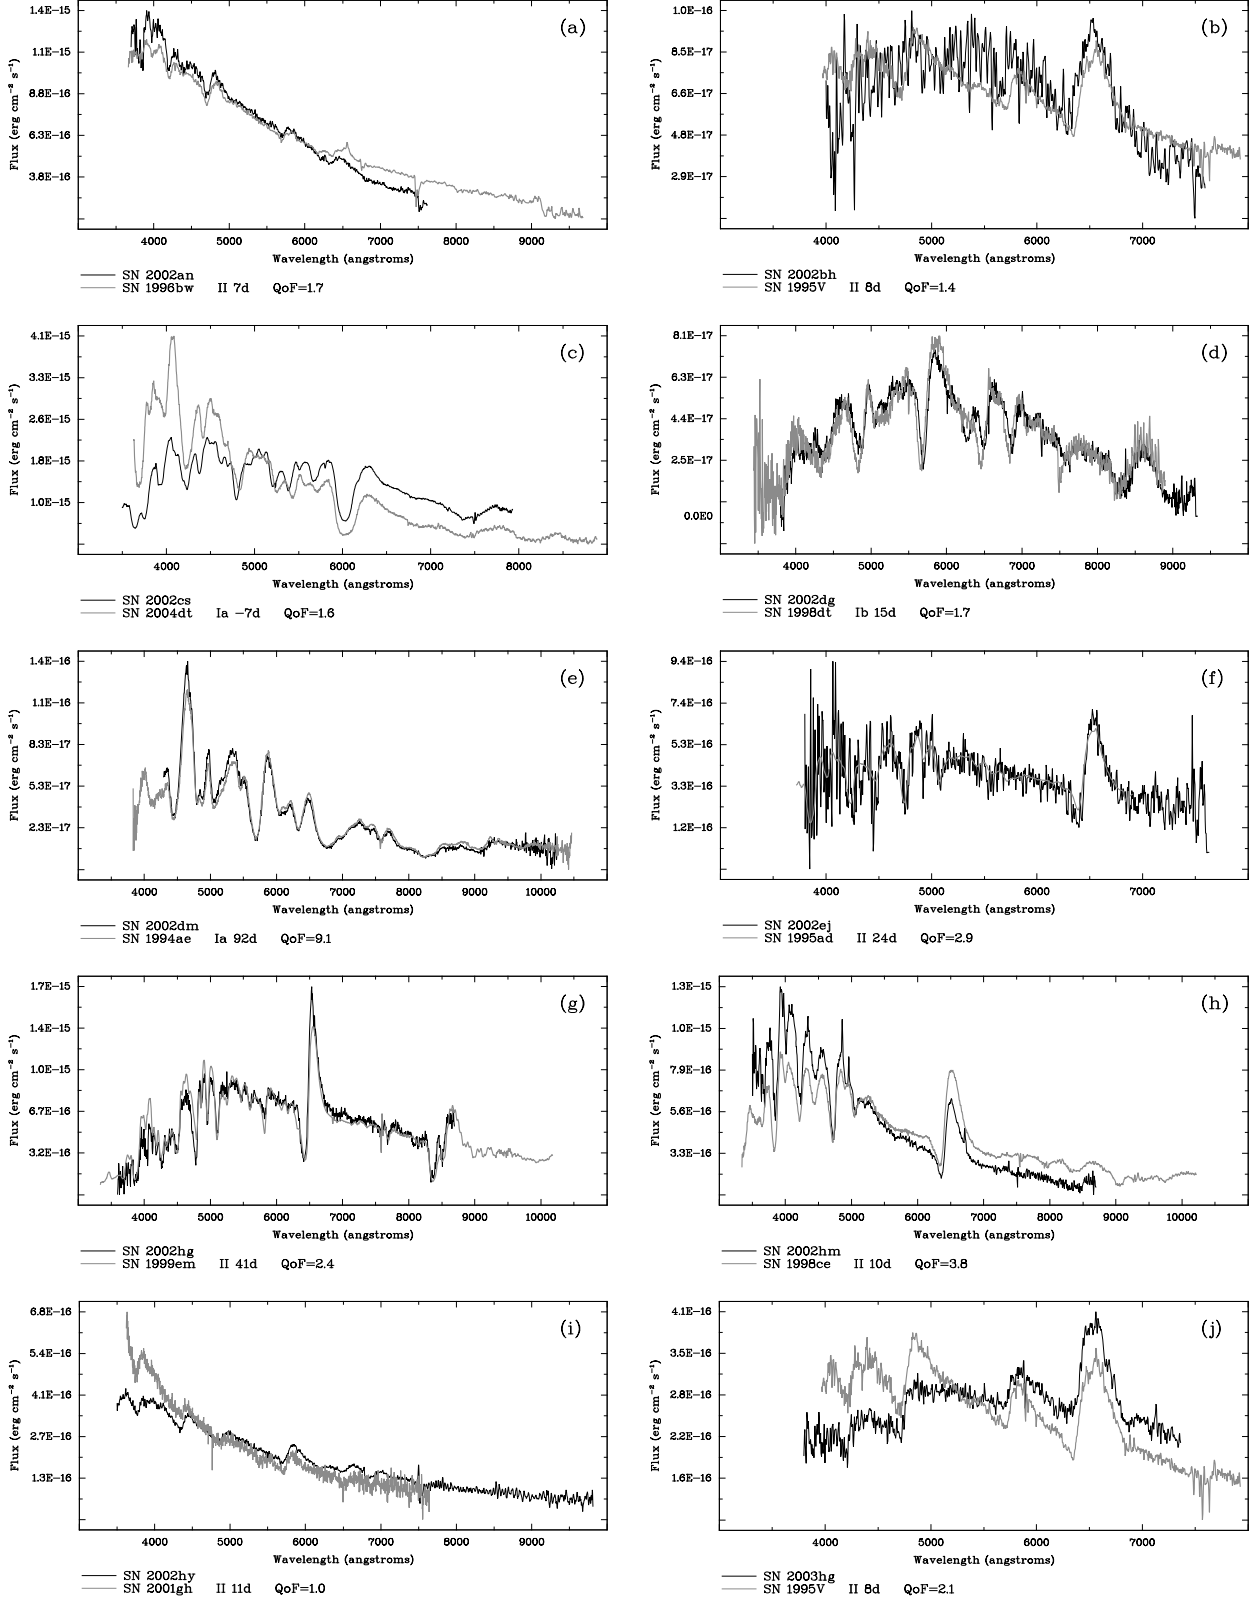 (a)
Flux (erg cm−2 s−1)
1.4E−15
1.1E−15
8.8E−16
6.3E−16
3.8E−16
4000 5000 6000 7000 8000 9000
Wavelength (angstroms)
SN 2002an
SN 1996bw II 7d QoF=1.7
(b)
Flux (erg cm−2 s−1)
1.0E−16
8.5E−17
6.6E−17
4.8E−17
2.9E−17
4000 5000 6000 7000
Wavelength (angstroms)
SN 2002bh
SN 1995V II 8d QoF=1.4
(c)
Flux (erg cm−2 s−1)
4.1E−15
3.3E−15
2.6E−15
1.8E−15
1.0E−15
4000 5000 6000 7000 8000
Wavelength (angstroms)
SN 2002cs
SN 2004dt Ia −7d QoF=1.6
(d)
Flux (erg cm−2 s−1)
8.1E−17
6.3E−17
4.4E−17
2.5E−17
0.0E0
4000 5000 6000 7000 8000 9000
Wavelength (angstroms)
SN 2002dg
SN 1998dt Ib 15d QoF=1.7
(e)
Flux (erg cm−2 s−1)
1.4E−16
1.1E−16
8.3E−17
5.3E−17
2.3E−17
4000 5000 6000 7000 8000 9000 10000
Wavelength (angstroms)
SN 2002dm
SN 1994ae Ia 92d QoF=9.1
(f)
Flux (erg cm−2 s−1)
9.4E−16
7.4E−16
5.3E−16
3.3E−16
1.2E−16
4000 5000 6000 7000
Wavelength (angstroms)
SN 2002ej
SN 1995ad II 24d QoF=2.9
(g)
Flux (erg cm−2 s−1)
1.7E−15
1.4E−15
1.0E−15
6.7E−16
3.2E−16
4000 5000 6000 7000 8000 9000 10000
Wavelength (angstroms)
SN 2002hg
SN 1999em II 41d QoF=2.4
(h)
Flux (erg cm−2 s−1)
1.3E−15
1.0E−15
7.9E−16
5.6E−16
3.3E−16
4000 5000 6000 7000 8000 9000 10000
Wavelength (angstroms)
SN 2002hm
SN 1998ce II 10d QoF=3.8
(i)
Flux (erg cm−2 s−1)
6.8E−16
5.4E−16
4.1E−16
2.7E−16
1.3E−16
4000 5000 6000 7000 8000 9000
Wavelength (angstroms)
SN 2002hy
SN 2001gh II 11d QoF=1.0
(j)
Flux (erg cm−2 s−1)
4.1E−16
3.5E−16
2.8E−16
2.2E−16
1.6E−16
4000 5000 6000 7000
Wavelength (angstroms)
SN 2003hg
SN 1995V II 8d QoF=2.1